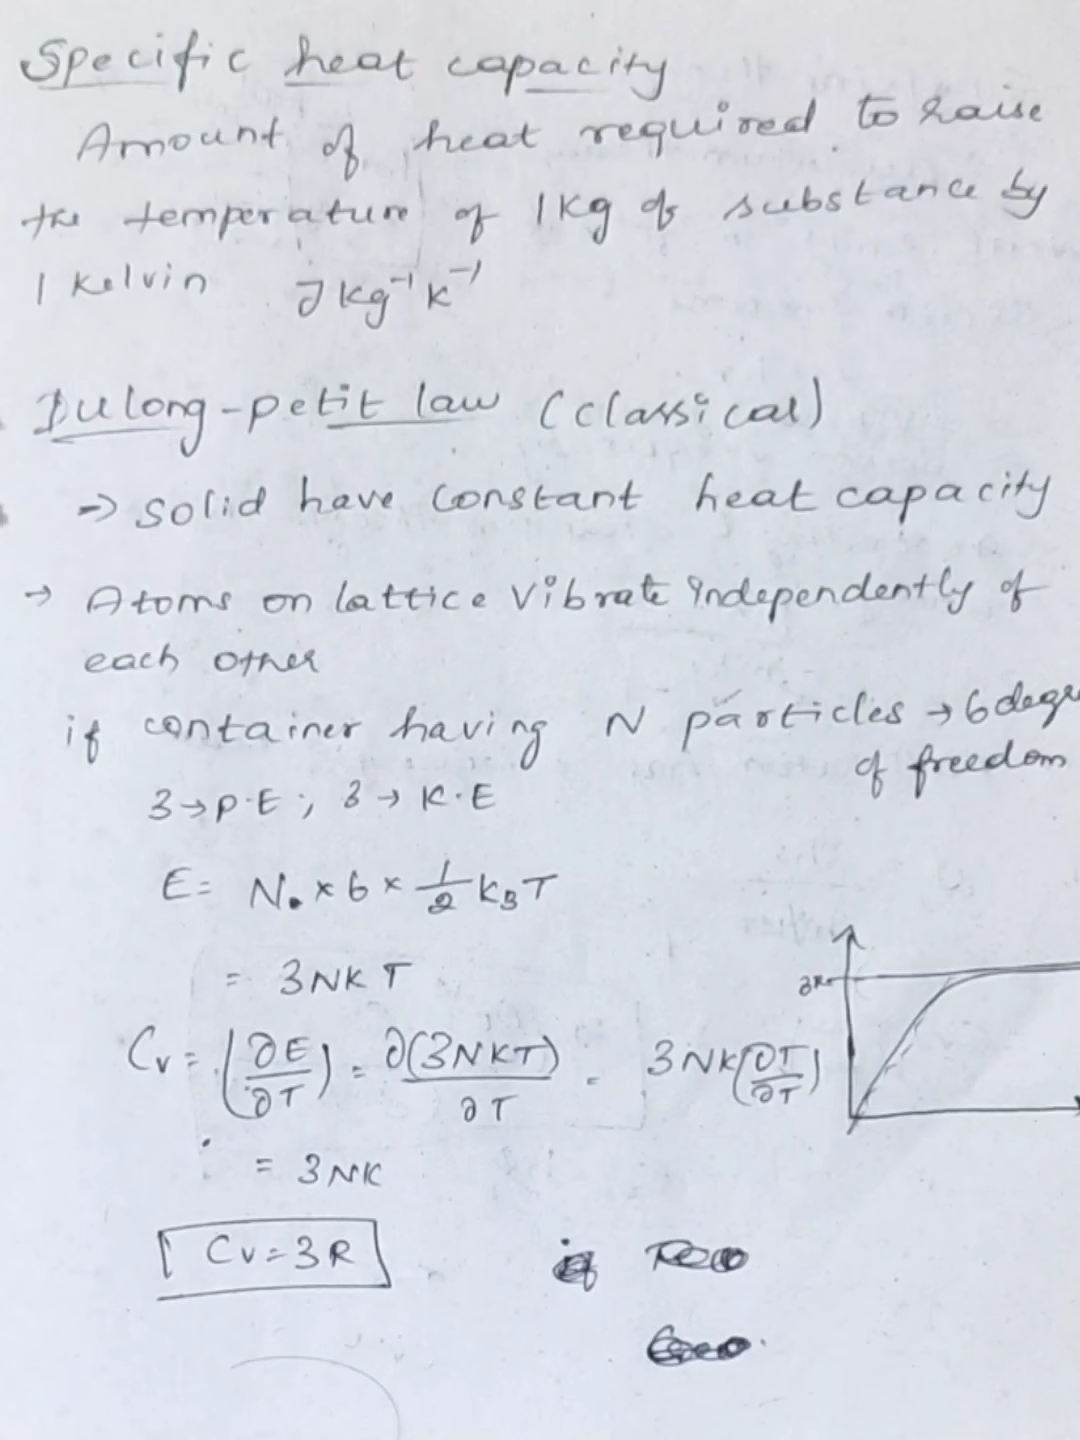 Specific heat capacity
Amount of heat required to raise
the temperature of 1kg of substance by
1 Kelvin J kg⁻¹ K⁻¹
Dulong-petit law (classical)
→ solid have constant heat capacity
→ Atoms on lattice vibrate independently of
each other
if container having N particles → 6 degre
of freedom
3→P.E; 3→ K.E
E= N. × 6 × 1/2 k_B T
= 3NKT
3R
Cv = (∂E/∂T) = ∂(3NKT)/∂T = 3NK(∂T/∂T)
= 3NK
Cv=3R